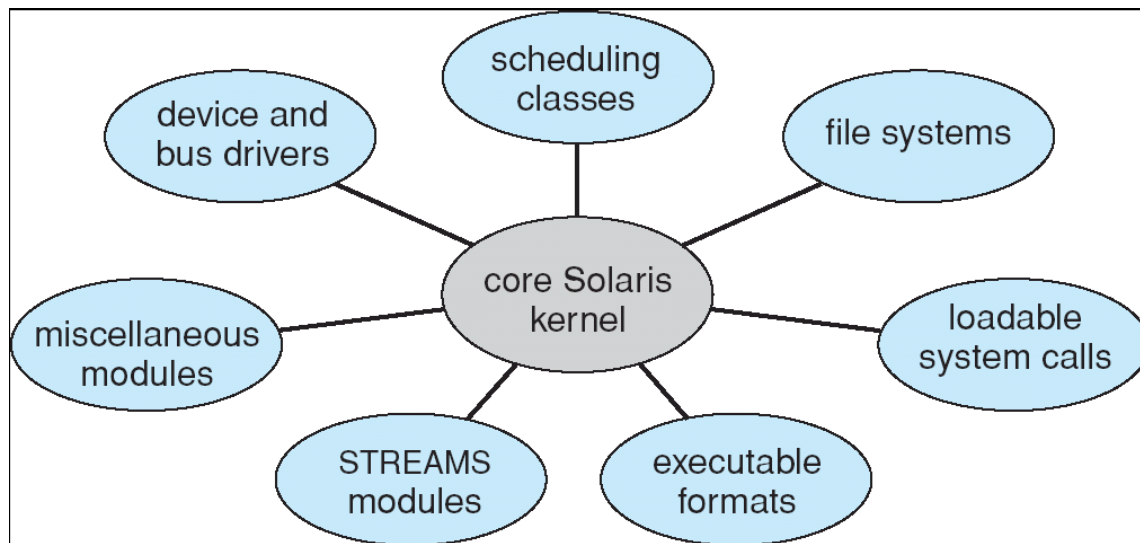 scheduling
classes
device and
bus drivers
file systems
core Solaris
kernel
miscellaneous
modules
loadable
system calls
STREAMS
modules
executable
formats